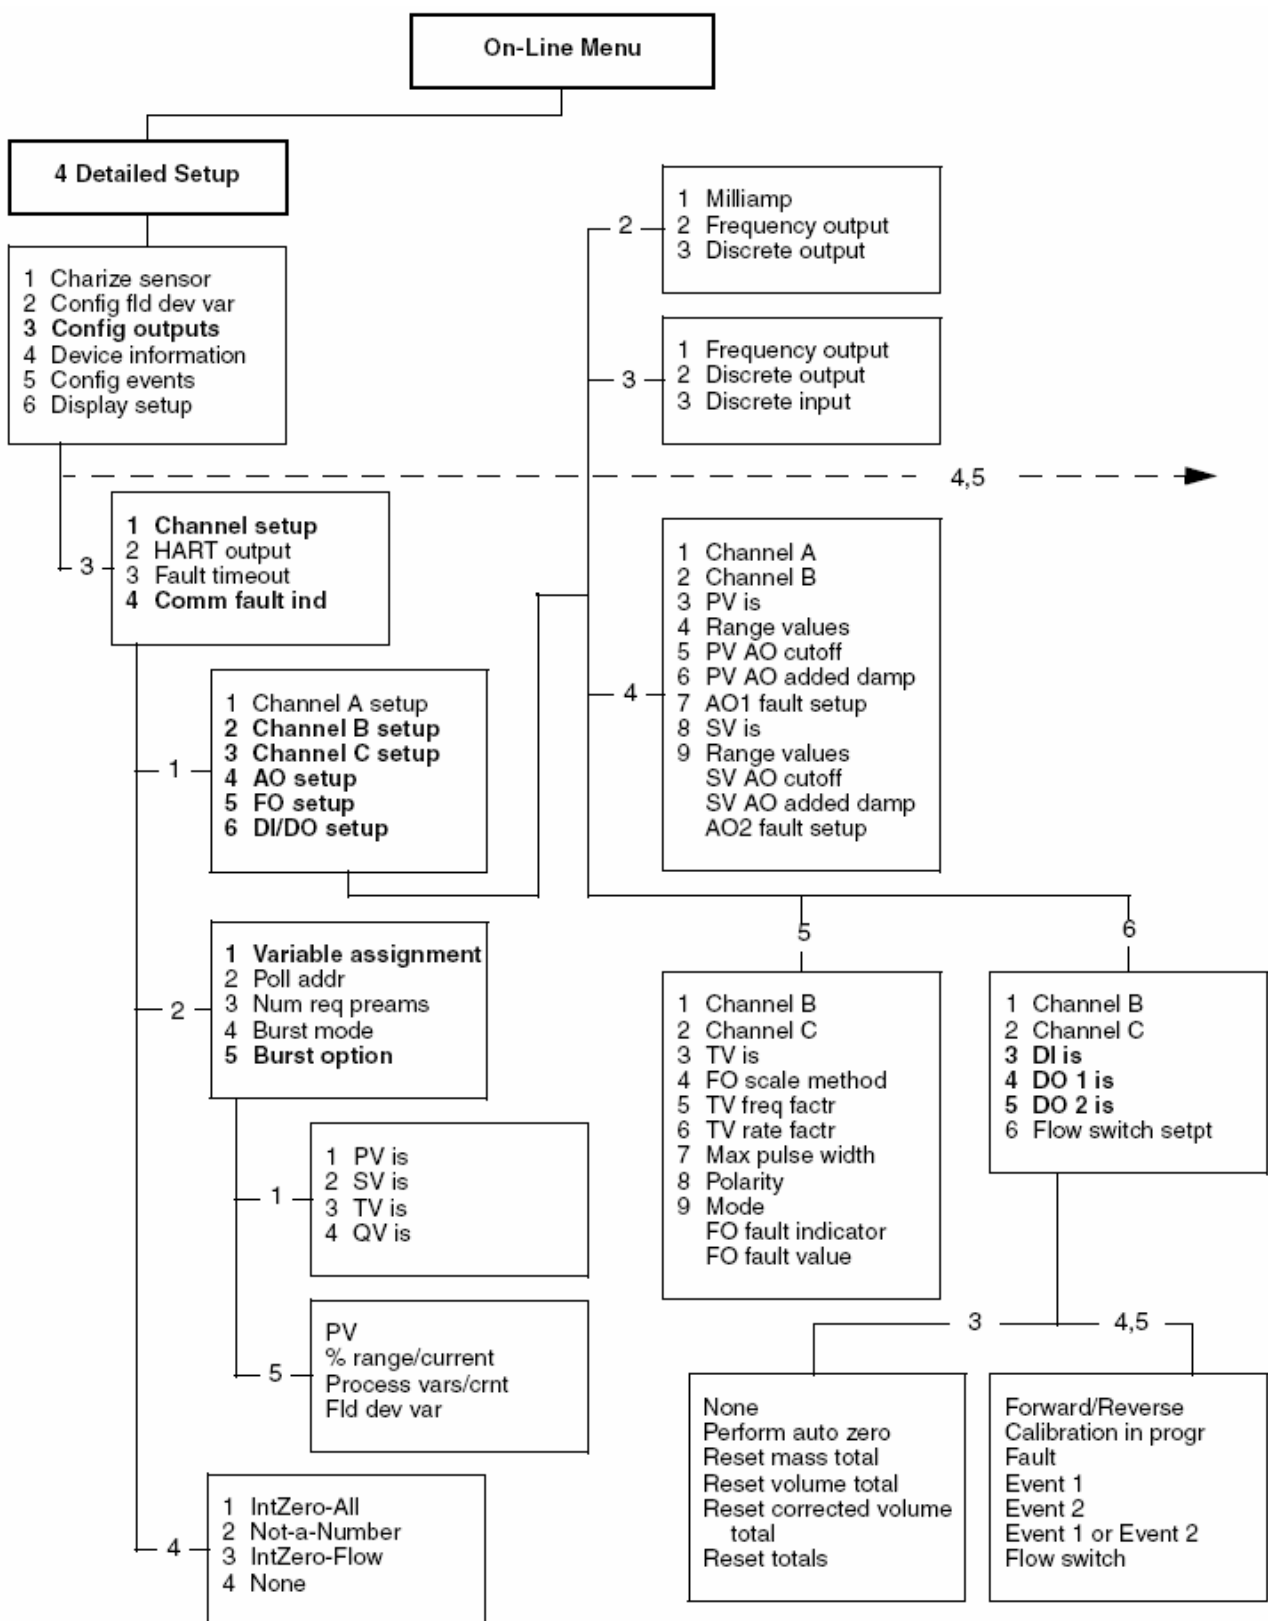 On-Line Menu
4 Detailed Setup
1 Charize sensor
2 Config fld dev var
3 Config outputs
4 Device information
5 Config events
6 Display setup
2
1 Milliamp
2 Frequency output
3 Discrete output
3
1 Frequency output
2 Discrete output
3 Discrete input
4,5
3
1 Channel setup
2 HART output
3 Fault timeout
4 Comm fault ind
1
1 Channel A setup
2 Channel B setup
3 Channel C setup
4 AO setup
5 FO setup
6 DI/DO setup
4
1 Channel A
2 Channel B
3 PV is
4 Range values
5 PV AO cutoff
6 PV AO added damp
7 AO1 fault setup
8 SV is
9 Range values
SV AO cutoff
SV AO added damp
AO2 fault setup
2
1 Variable assignment
2 Poll addr
3 Num req preams
4 Burst mode
5 Burst option
1
1 PV is
2 SV is
3 TV is
4 QV is
5
PV
% range/current
Process vars/crnt
Fld dev var
4
1 IntZero-All
2 Not-a-Number
3 IntZero-Flow
4 None
5
1 Channel B
2 Channel C
3 TV is
4 FO scale method
5 TV freq factr
6 TV rate factr
7 Max pulse width
8 Polarity
9 Mode
FO fault indicator
FO fault value
6
1 Channel B
2 Channel C
3 DI is
4 DO 1 is
5 DO 2 is
6 Flow switch setpt
3
None
Perform auto zero
Reset mass total
Reset volume total
Reset corrected volume
total
Reset totals
4,5
Forward/Reverse
Calibration in progr
Fault
Event 1
Event 2
Event 1 or Event 2
Flow switch